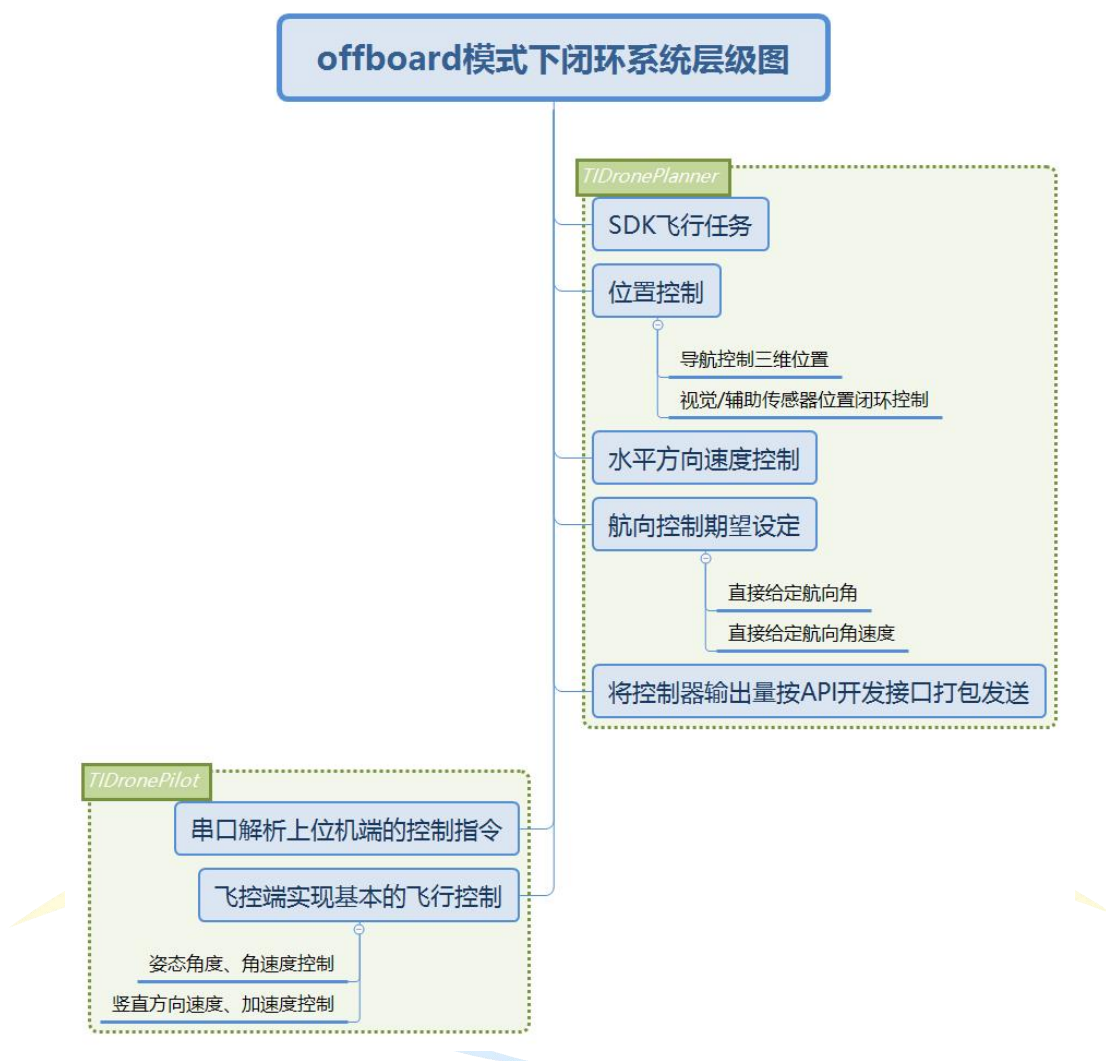 offboard模式下闭环系统层级图
TIDronePlanner
SDK飞行任务
位置控制
导航控制三维位置
视觉/辅助传感器位置闭环控制
水平方向速度控制
航向控制期望设定
直接给定航向角
直接给定航向角速度
将控制器输出量按API开发接口打包发送
TIDronePilot
串口解析上位机端的控制指令
飞控端实现基本的飞行控制
姿态角度、角速度控制
竖直方向速度、加速度控制